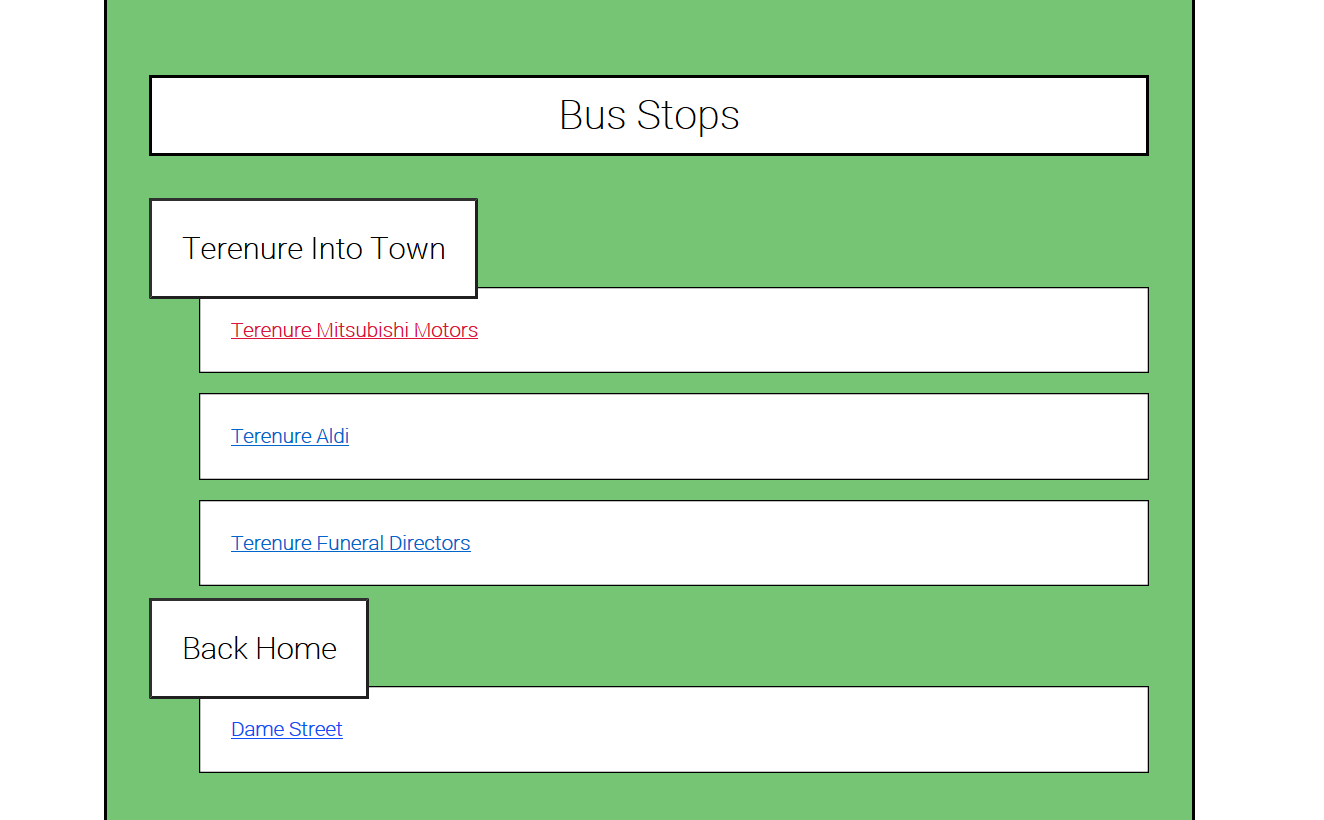 Bus Stops
Terenure Into Town
Terenure Mitsubishi Motors
Terenure Aldi
Terenure Funeral Directors
Back Home
Dame Street